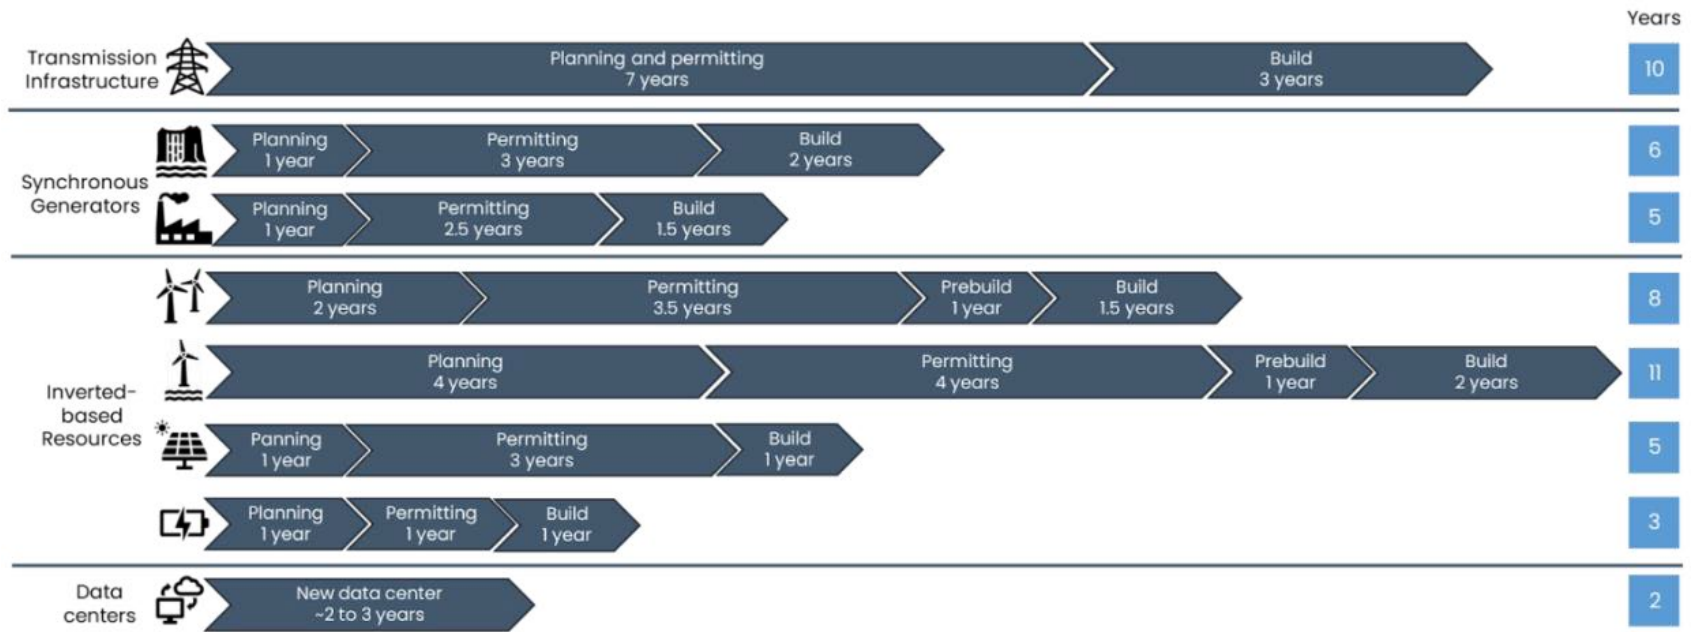 Years
Transmission
Infrastructure
Planning and permitting
7 years
Build
3 years
10
Synchronous
Generators
Planning
1 year
Permitting
3 years
Build
2 years
6
Planning
1 year
Permitting
2.5 years
Build
1.5 years
5
Inverted-
based
Resources
Planning
2 years
Permitting
3.5 years
Prebuild
1 year
Build
1.5 years
8
Planning
4 years
Permitting
4 years
Prebuild
1 year
Build
2 years
11
Panning
1 year
Permitting
3 years
Build
1 year
5
Planning
1 year
Permitting
1 year
Build
1 year
3
Data
centers
New data center
~2 to 3 years
2